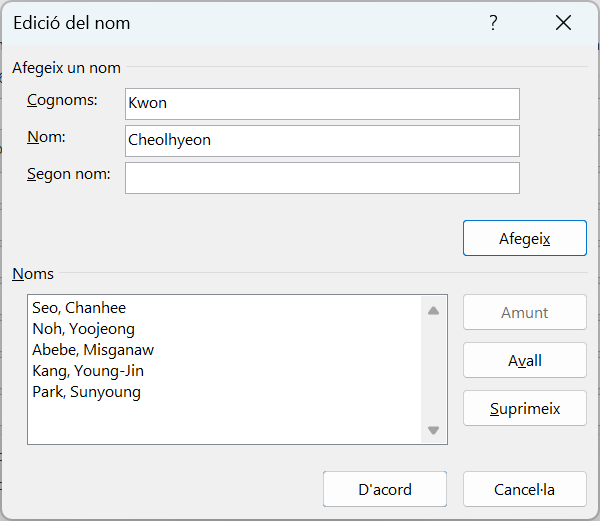 Edició del nom
Afegeix un nom
Cognoms: Kwon
Nom: Cheolhyeon
Segon nom:
Afegeix
Noms
Seo, Chanhee
Noh, Yoojeong
Abebe, Misganaw
Kang, Young-Jin
Park, Sunyoung
Amunt
Avall
Suprimeix
D'acord
Cancel·la